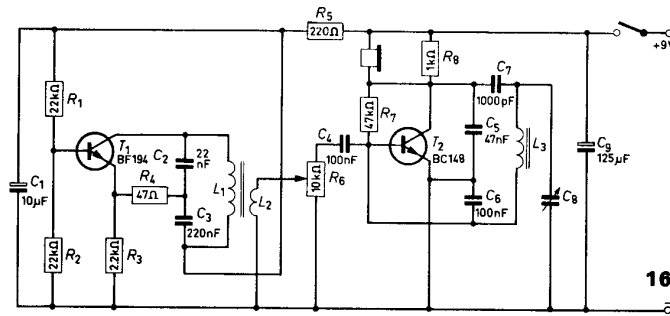 R5
220Ω
+9V
R8
1kΩ
C7
1000pF
22kΩ
R1
R7
47kΩ
T1
BF194
C2
22
nF
C4
100nF
T2
BC148
C5
47nF
L3
C9
125μF
R4
47Ω
L1
L2
10kΩ
R6
C1
10μF
C3
220nF
C6
100nF
C8
22kΩ
R2
2.2kΩ
R3
16